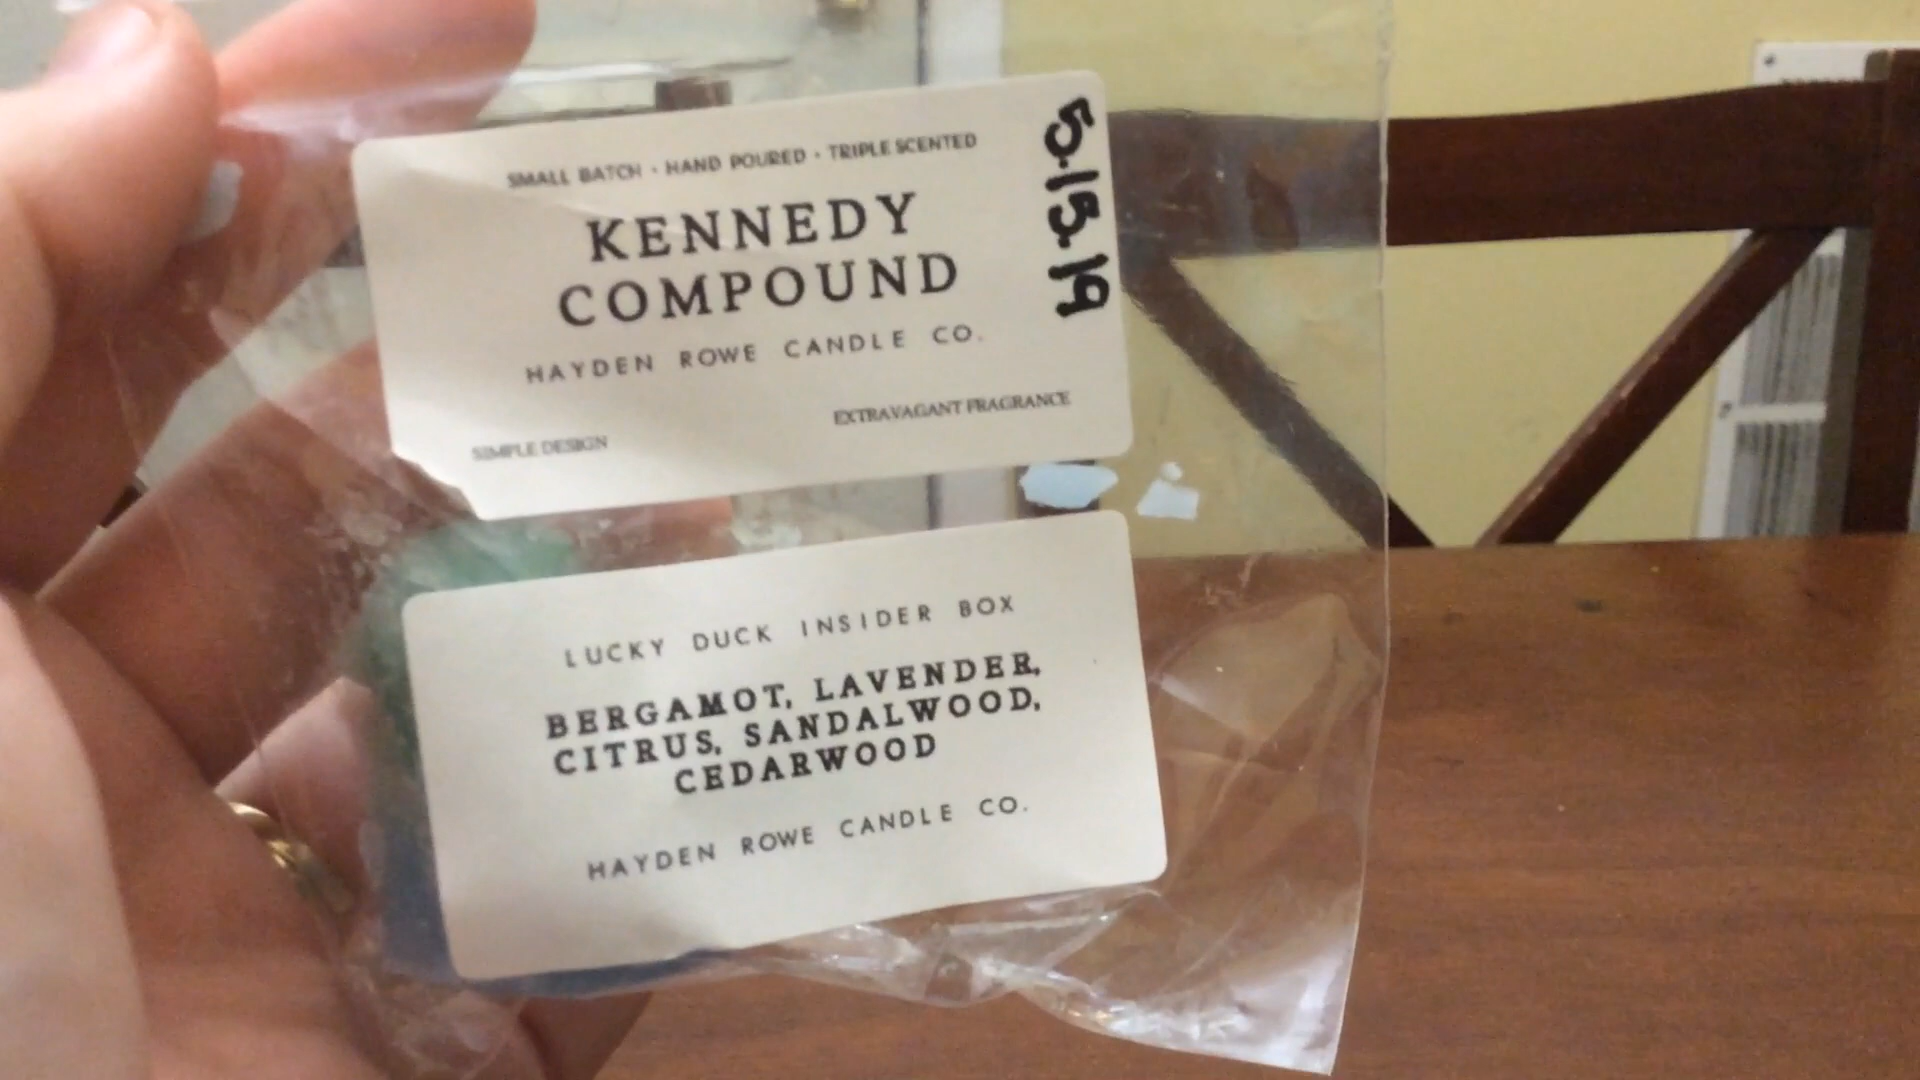 SMALL BATCH · HAND POURED · TRIPLE SCENTED
KENNEDY
COMPOUND
HAYDEN ROWE CANDLE CO.
SIMPLE DESIGN
EXTRAVAGANT FRAGRANCE
5.15.19
LUCKY DUCK INSIDER BOX
BERGAMOT, LAVENDER,
CITRUS, SANDALWOOD,
CEDARWOOD
HAYDEN ROWE CANDLE CO.